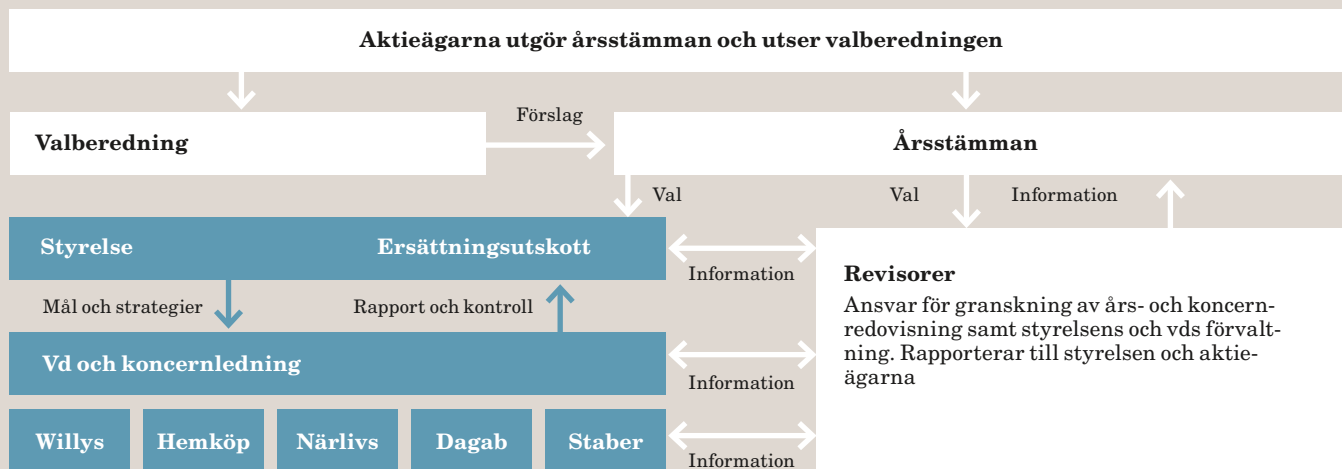 Aktieägarna utgör årsstämman och utser valberedningen
Förslag
Valberedning
Årsstämman
Val
Val
Information
Styrelse
Ersättningsutskott
Information
Mål och strategier
Rapport och kontroll
Vd och koncernledning
Information
Willys
Hemköp
Närlivs
Dagab
Staber
Information
Revisorer
Ansvar för granskning av års- och koncern-
redovisning samt styrelsens och vds förvalt-
ning. Rapporterar till styrelsen och aktie-
ägarna